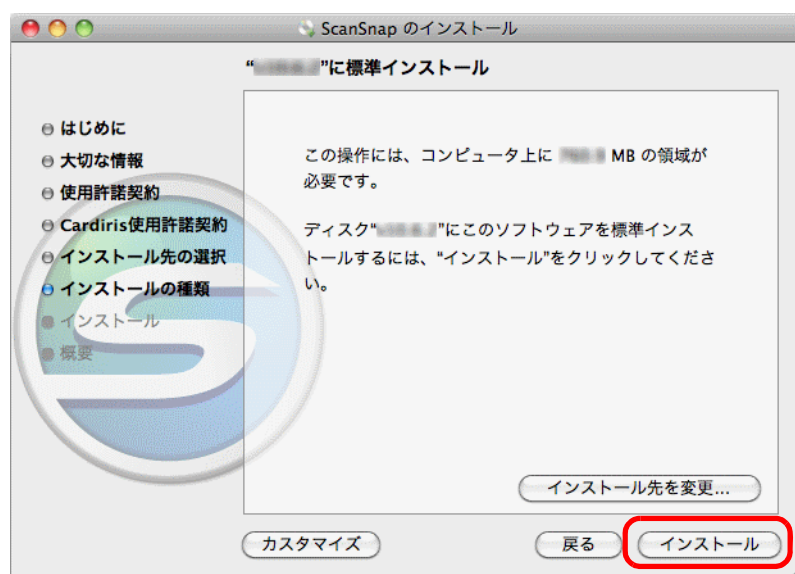 ScanSnap のインストール
“ ”に標準インストール
はじめに
大切な情報
使用許諾契約
Cardiris使用許諾契約
インストール先の選択
インストールの種類
インストール
概要
この操作には、コンピュータ上に MB の領域が
必要です。
ディスク“ ”にこのソフトウェアを標準インス
トールするには、“インストール”をクリックしてくださ
い。
インストール先を変更...
カスタマイズ
戻る
インストール